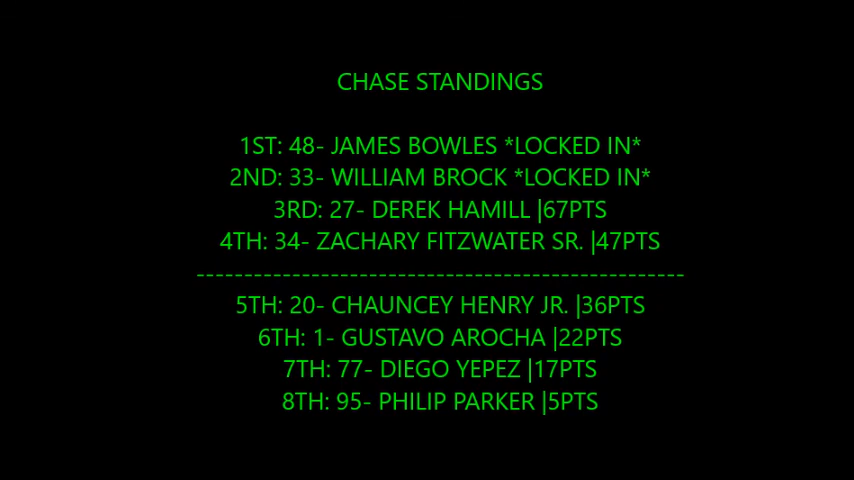 CHASE STANDINGS
1ST: 48- JAMES BOWLES *LOCKED IN*
2ND: 33- WILLIAM BROCK *LOCKED IN*
3RD: 27- DEREK HAMILL |67PTS
4TH: 34- ZACHARY FITZWATER SR. |47PTS
--------------------------------------------------
5TH: 20- CHAUNCEY HENRY JR. |36PTS
6TH: 1- GUSTAVO AROCHA |22PTS
7TH: 77- DIEGO YEPEZ |17PTS
8TH: 95- PHILIP PARKER |5PTS